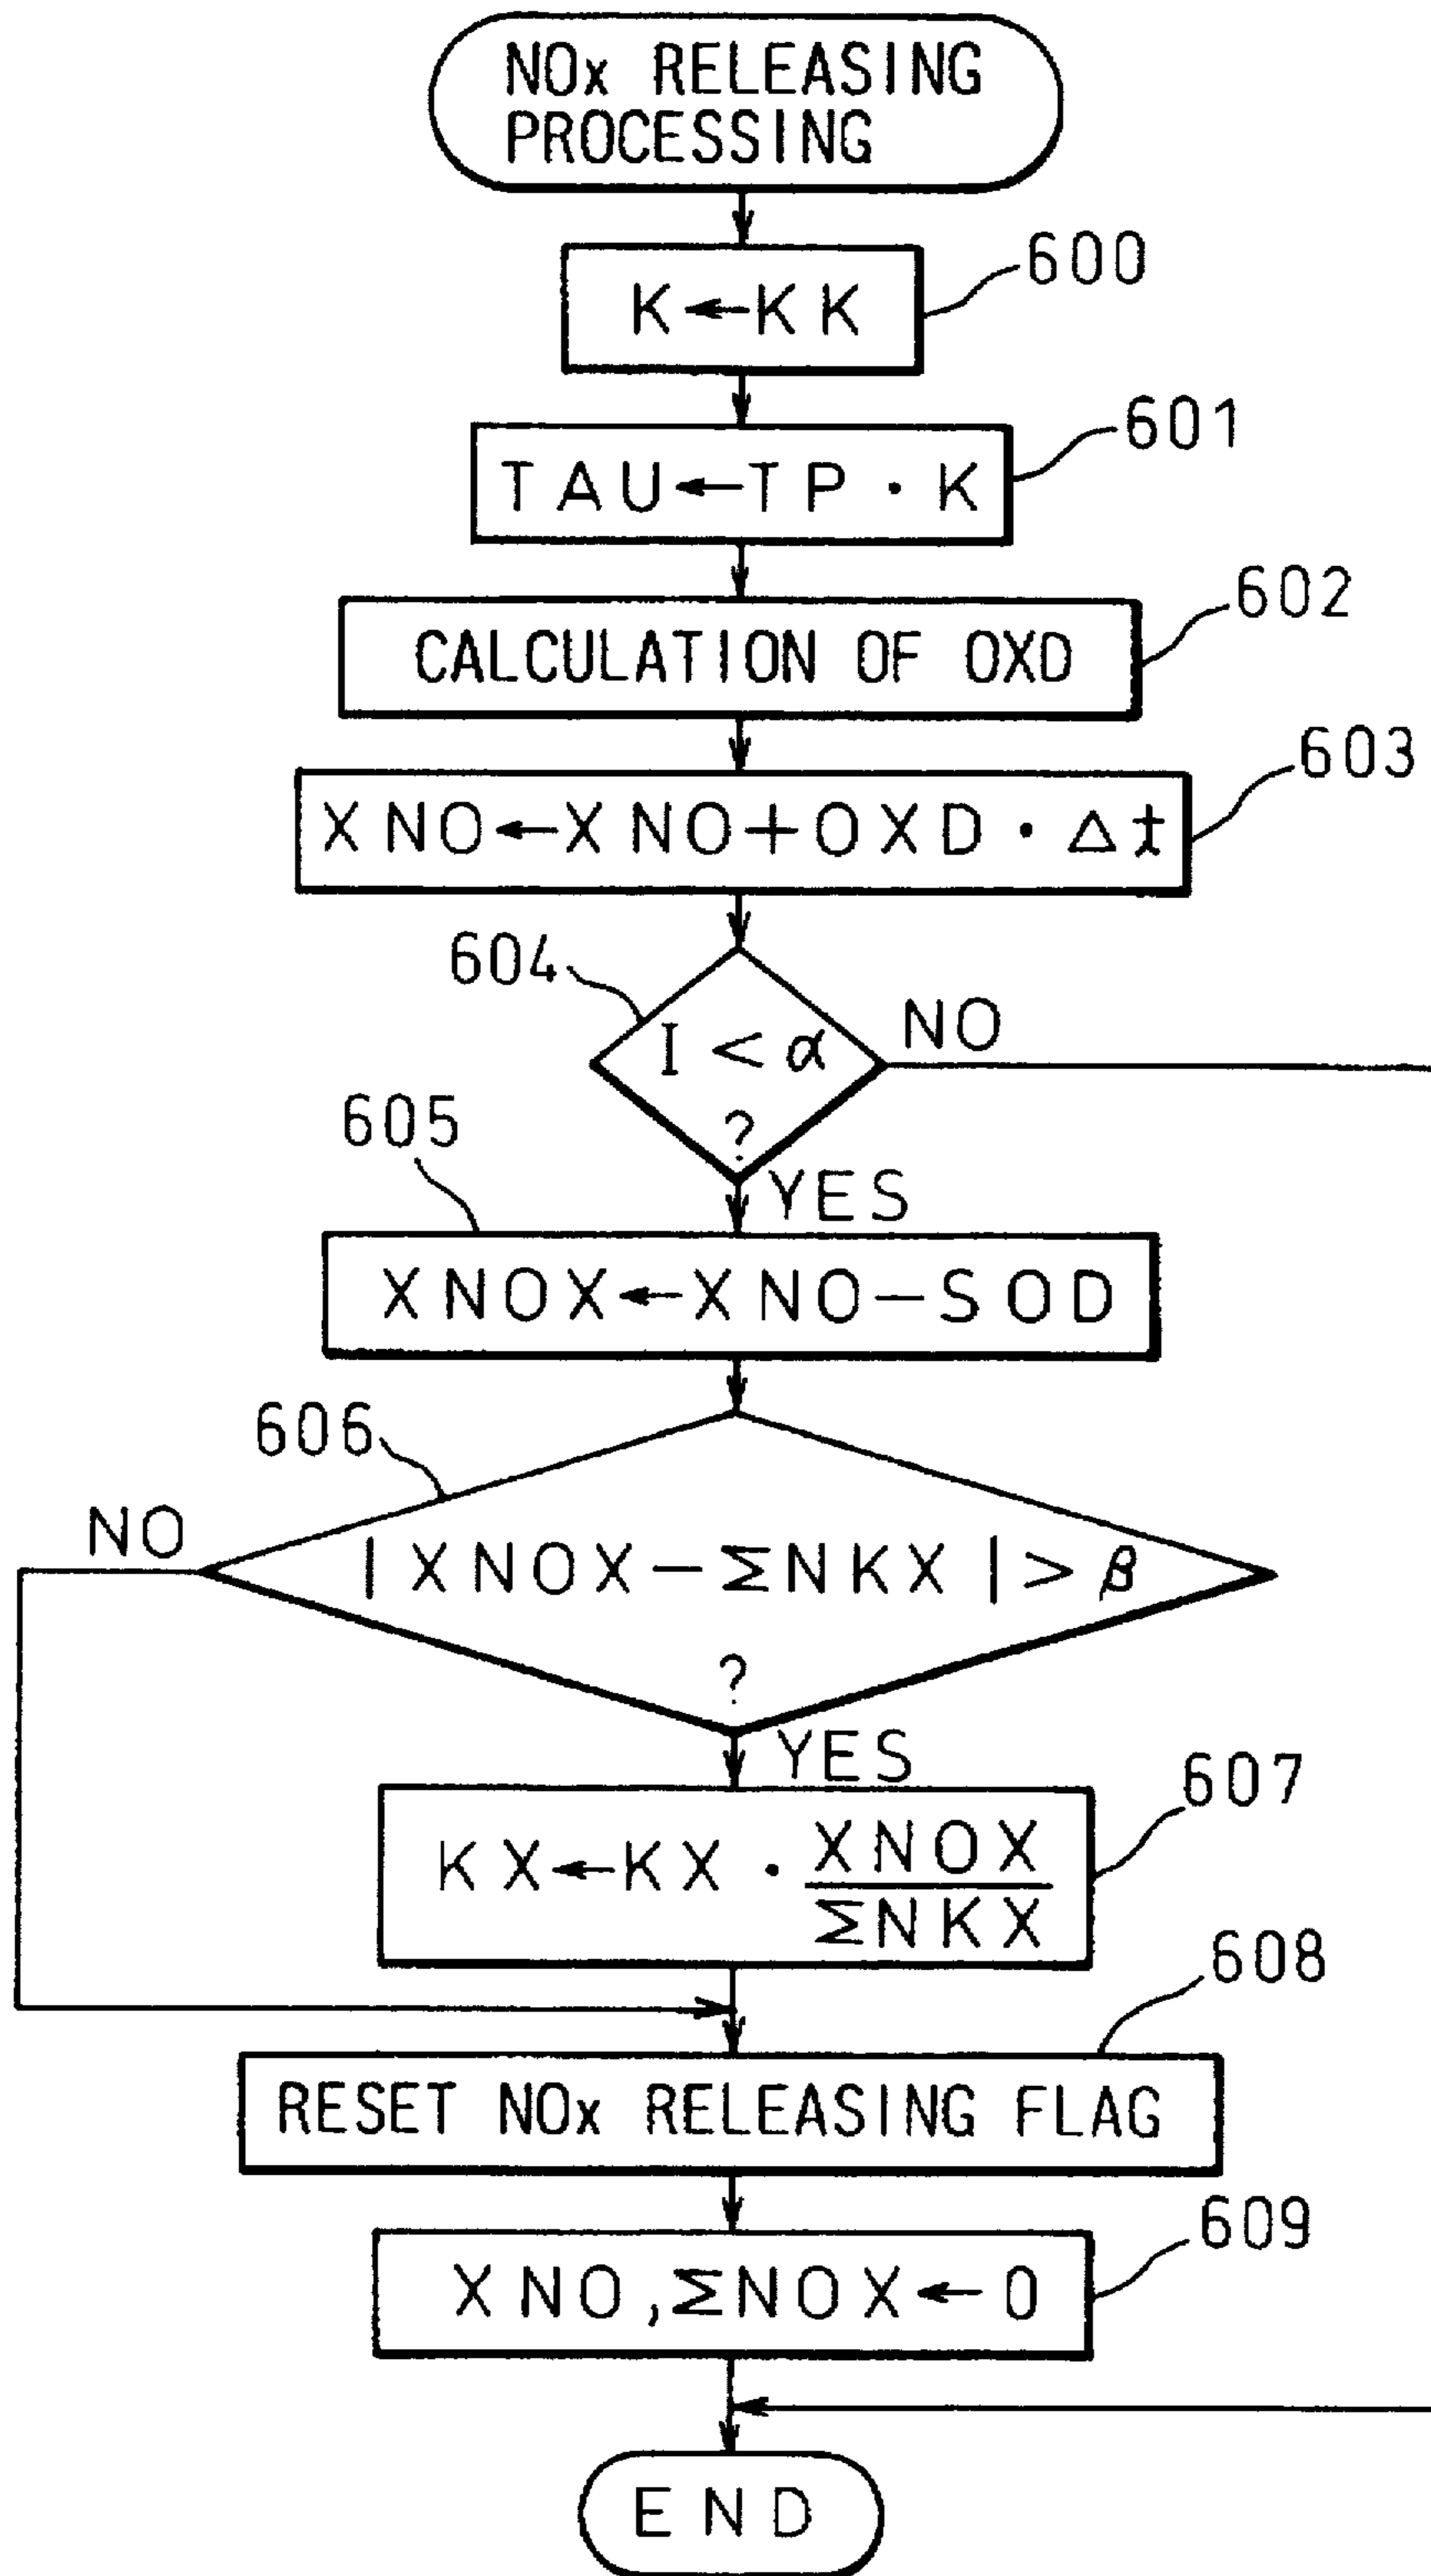 NOx RELEASING
PROCESSING
600
K←KK
601
TAU←TP・K
602
CALCULATION OF OXD
603
XNO←XNO+OXD・Δt
604
I<α
?
NO
YES
605
XNOX←XNO−SOD
606
NO
|XNOX−ΣNKX|>β
?
YES
607
KX←KX・XNOX
ΣNKX
608
RESET NOx RELEASING FLAG
609
XNO,ΣNOX←0
END